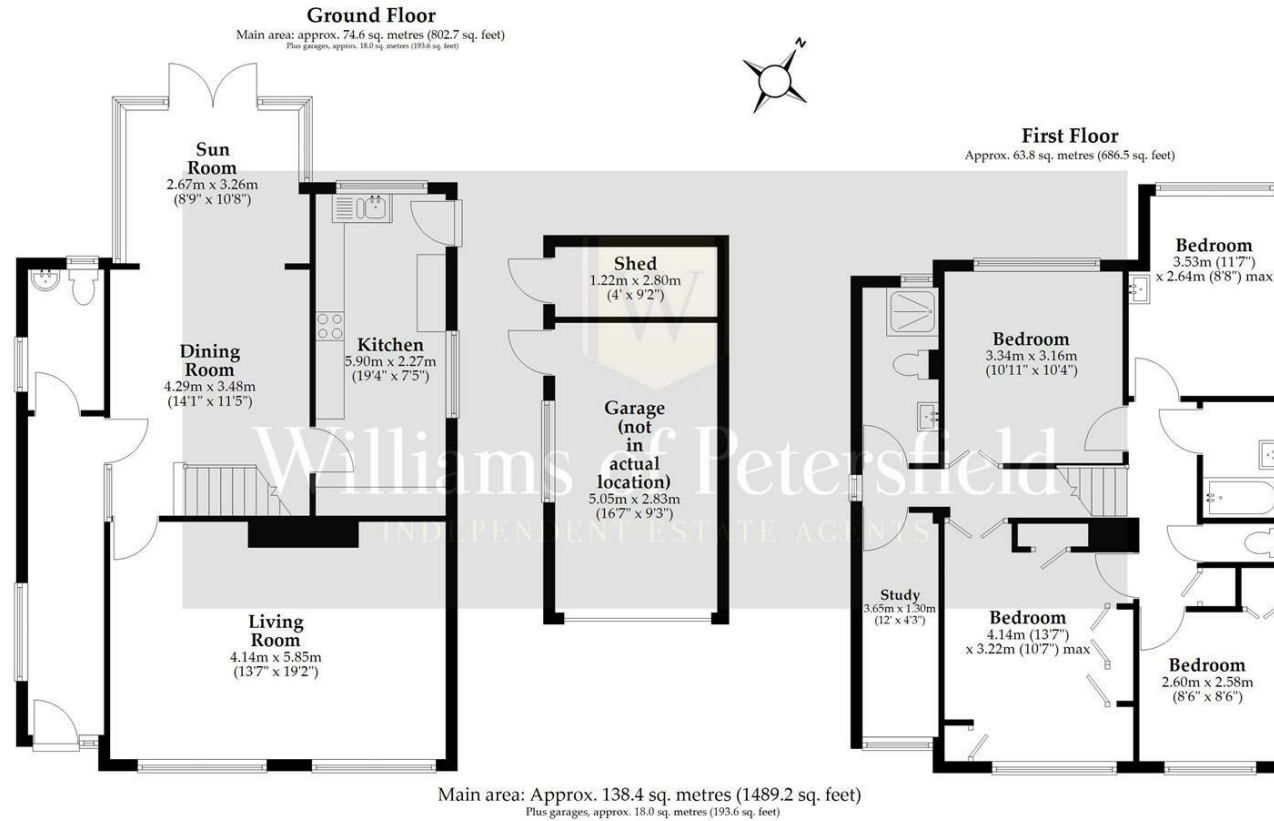 Ground Floor
Main area: approx. 74.6 sq. metres (802.7 sq. feet)
Plus garages, approx. 18.0 sq. metres (193.6 sq. feet)
N
Sun
Room
2.67m x 3.26m
(8'9" x 10'8")
Dining
Room
4.29m x 3.48m
(14'1" x 11'5")
Kitchen
5.90m x 2.27m
(19'4" x 7'5")
Living
Room
4.14m x 5.85m
(13'7" x 19'2")
Shed
1.22m x 2.80m
(4' x 9'2")
Garage
(not
in
actual
location)
5.05m x 2.83m
(16'7" x 9'3")
First Floor
Approx. 63.8 sq. metres (686.5 sq. feet)
Bedroom
3.53m (11'7")
x 2.64m (8'8") max
Bedroom
3.34m x 3.16m
(10'11" x 10'4")
Study
3.65m x 1.30m
(12' x 4'3")
Bedroom
4.14m (13'7")
x 3.22m (10'7") max
Bedroom
2.60m x 2.58m
(8'6" x 8'6")
W
Williams of Petersfield
INDEPENDENT ESTATE AGENTS
Main area: Approx. 138.4 sq. metres (1489.2 sq. feet)
Plus garages, approx. 18.0 sq. metres (193.6 sq. feet)